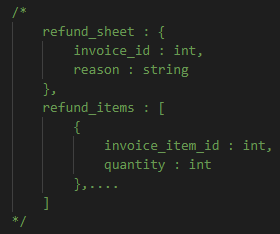 /*
refund_sheet : {
invoice_id : int,
reason : string
},
refund_items : [
{
invoice_item_id : int,
quantity : int
},....
]
*/